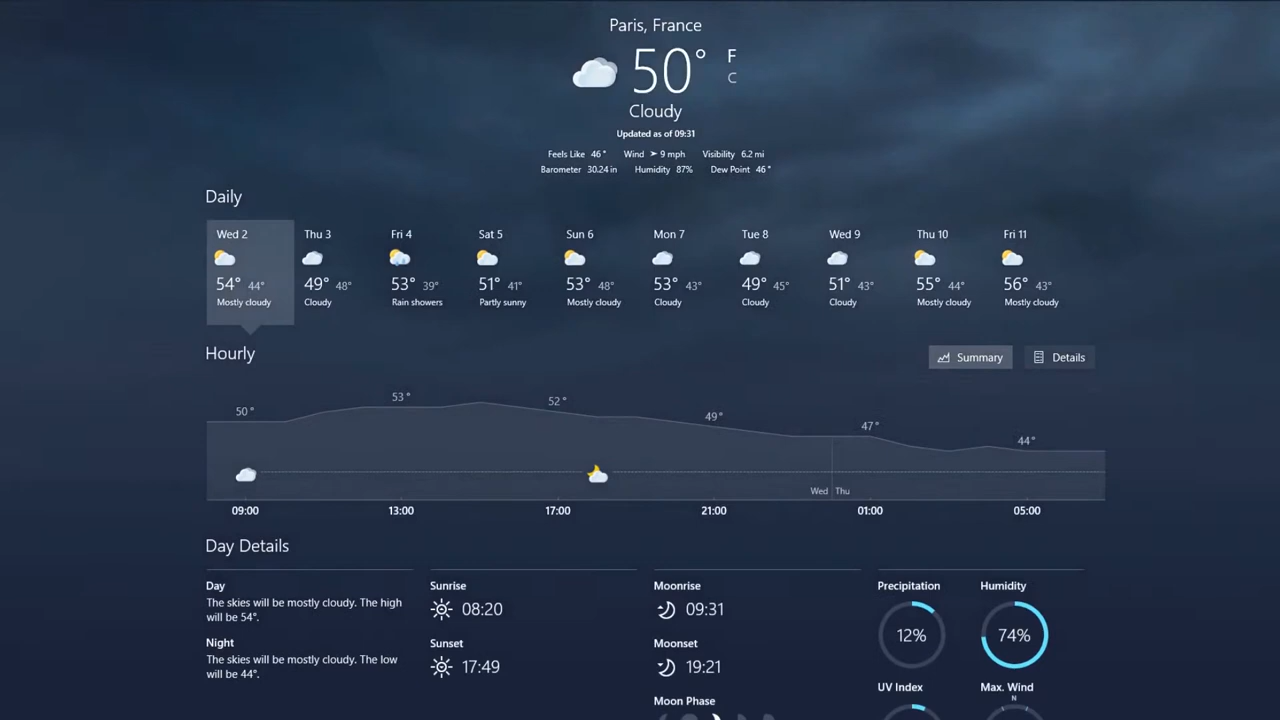 Paris, France
50° F
C
Cloudy
Updated as of 09:31
Feels Like 46° Wind ➤ 9 mph Visibility 6.2 mi
Barometer 30.24 in Humidity 87% Dew Point 46°
Daily
Wed 2 Thu 3 Fri 4 Sat 5 Sun 6 Mon 7 Tue 8 Wed 9 Thu 10 Fri 11
54° 44° 49° 48° 53° 39° 51° 41° 53° 48° 53° 43° 49° 45° 51° 43° 55° 44° 56° 43°
Mostly cloudy Cloudy Rain showers Partly sunny Mostly cloudy Cloudy Cloudy Cloudy Mostly cloudy Mostly cloudy
Hourly
Summary Details
50° 53° 52° 49° 47° 44°
Wed Thu
09:00 13:00 17:00 21:00 01:00 05:00
Day Details
Day
The skies will be mostly cloudy. The high
will be 54°.
Night
The skies will be mostly cloudy. The low
will be 44°.
Sunrise
08:20
Sunset
17:49
Moonrise
09:31
Moonset
19:21
Moon Phase
Precipitation Humidity
12% 74%
UV Index Max. Wind
N